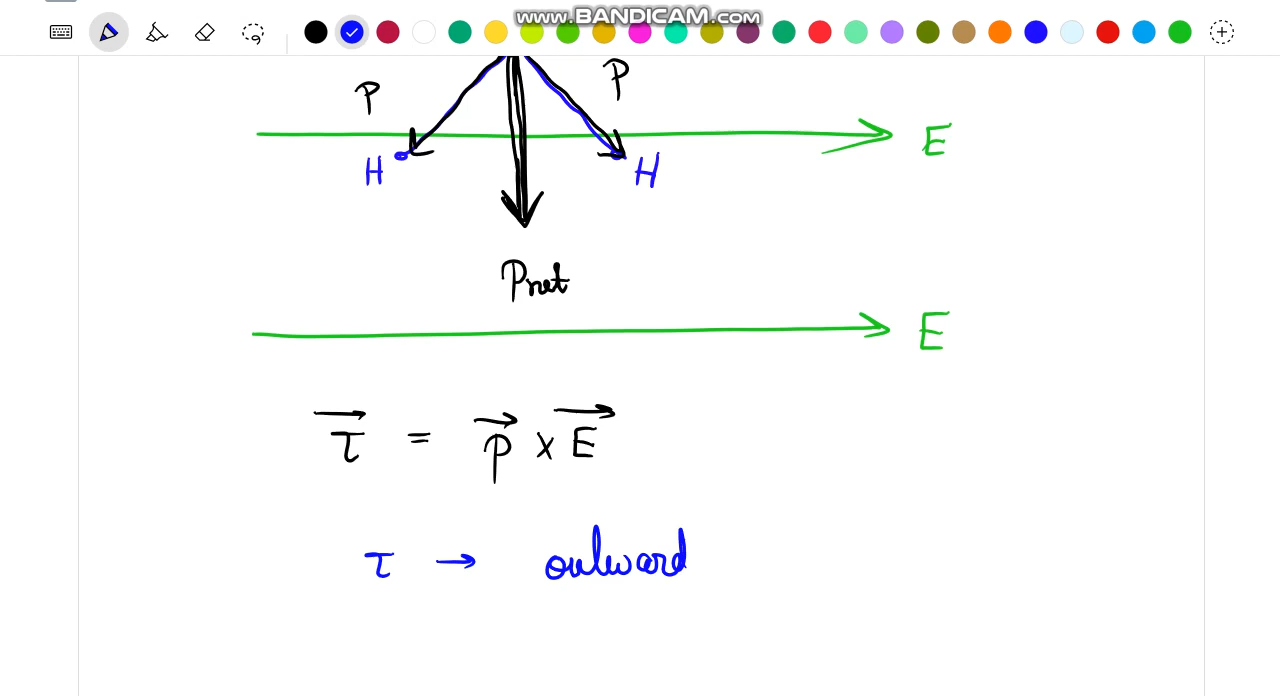 www.BANDICAM.com
P P
E
H H
Pnet
E
τ = p x E
τ → outward